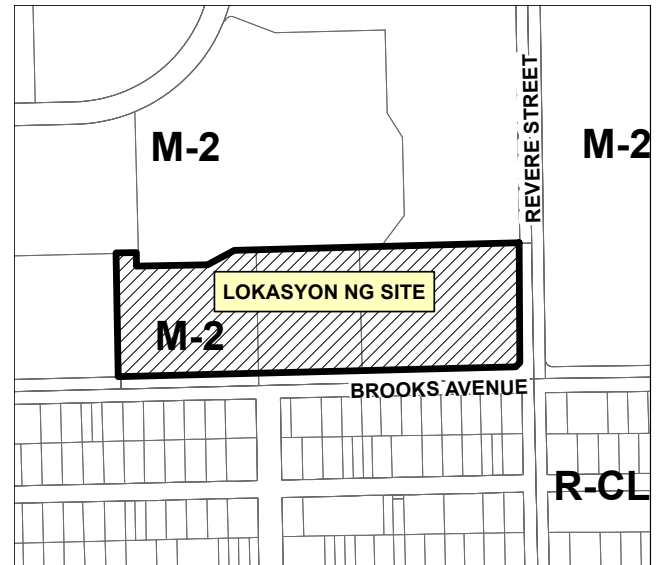 M-2
M-2
REVERE STREET
LOKASYON NG SITE
M-2
BROOKS AVENUE
R-CL